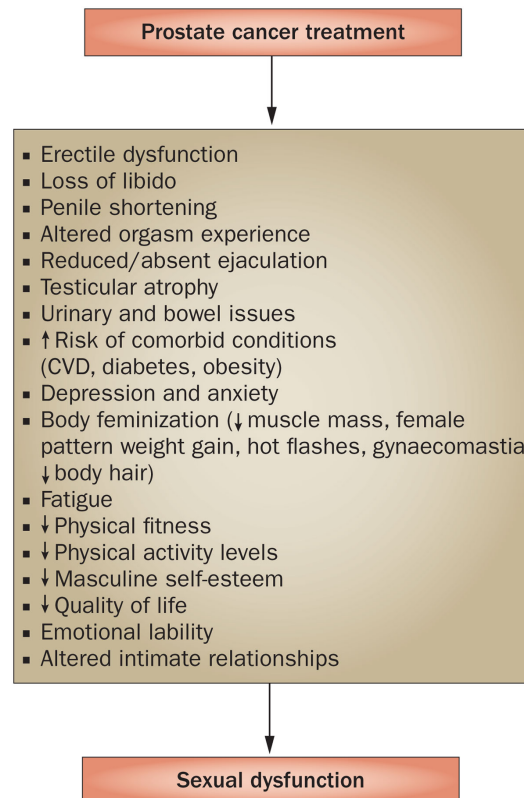 Prostate cancer treatment
▪ Erectile dysfunction
▪ Loss of libido
▪ Penile shortening
▪ Altered orgasm experience
▪ Reduced/absent ejaculation
▪ Testicular atrophy
▪ Urinary and bowel issues
▪ ↑ Risk of comorbid conditions
(CVD, diabetes, obesity)
▪ Depression and anxiety
▪ Body feminization (↓ muscle mass, female
pattern weight gain, hot flashes, gynaecomastia
↓ body hair)
▪ Fatigue
▪ ↓ Physical fitness
▪ ↓ Physical activity levels
▪ ↓ Masculine self-esteem
▪ ↓ Quality of life
▪ Emotional lability
▪ Altered intimate relationships
Sexual dysfunction